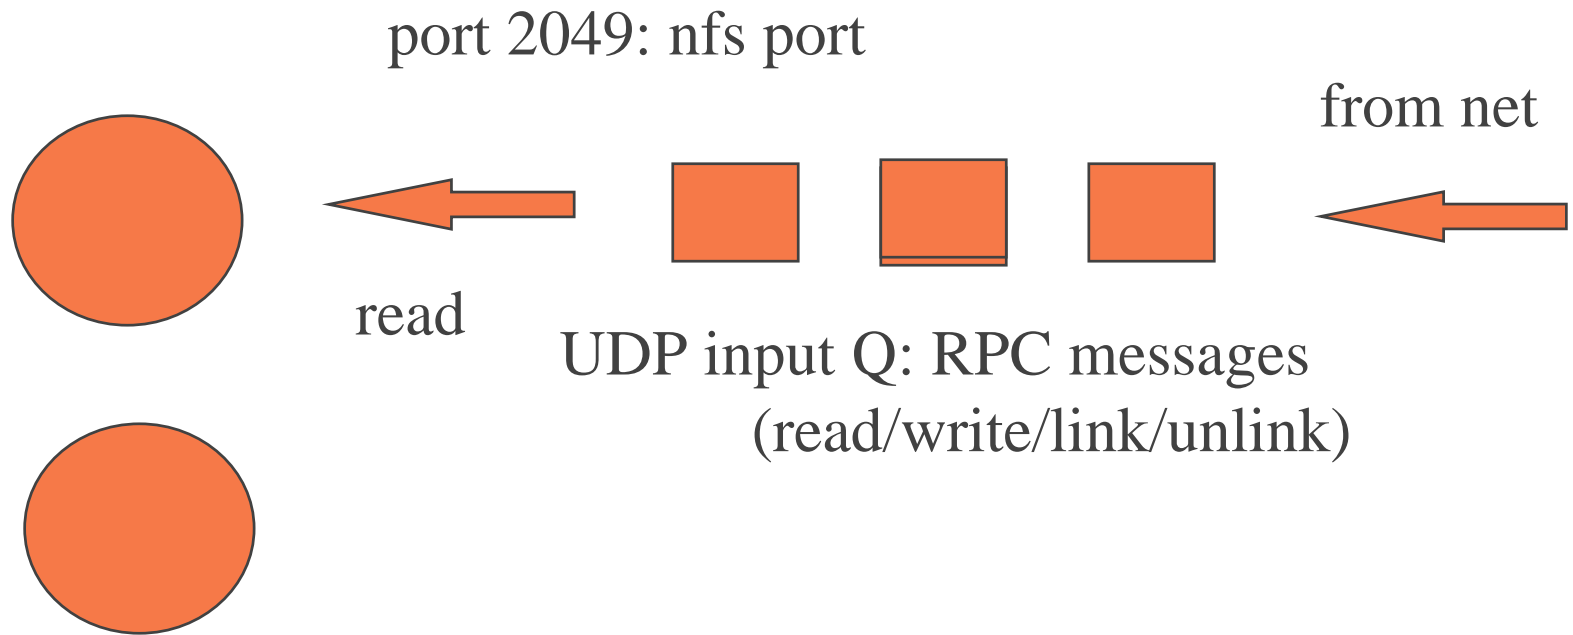 port 2049: nfs port
from net
read
UDP input Q: RPC messages
(read/write/link/unlink)